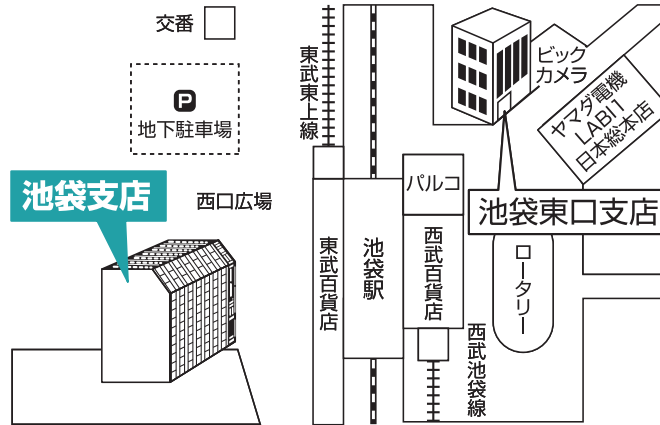 交番
P
地下駐車場
池袋支店
西口広場
東武東上線
東武百貨店
池袋駅
パルコ
西武百貨店
西武池袋線
ビック
カメラ
ヤマダ電機
LABI1
日本総本店
池袋東口支店
ロータリー